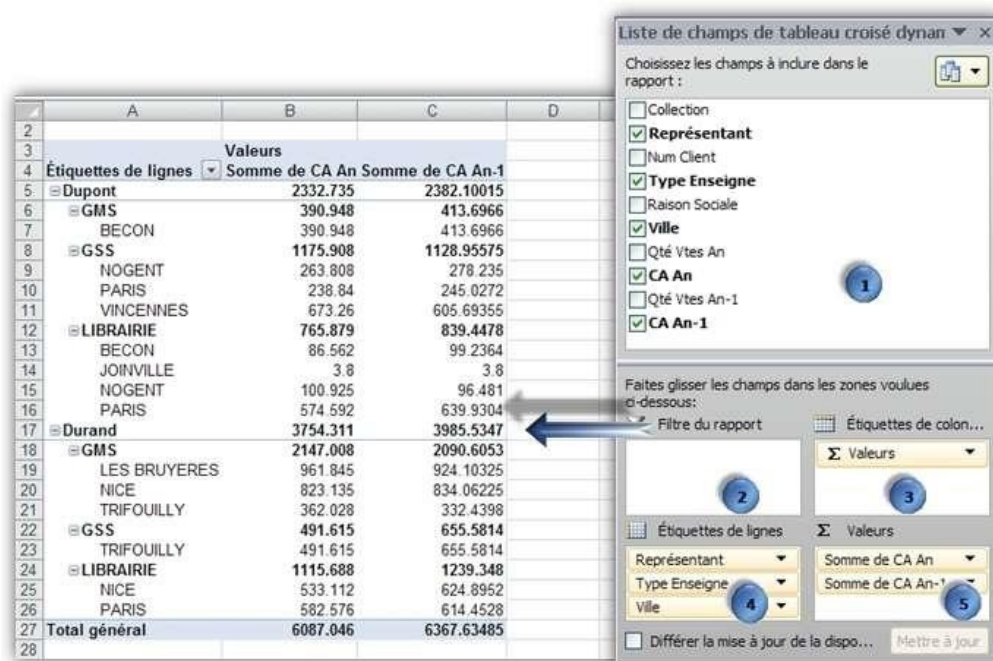 A B C D
2
3 Valeurs
4 Étiquettes de lignes Somme de CA An Somme de CA An-1
5 Dupont 2332.735 2382.10015
6 GMS 390.948 413.6966
7 BECON 390.948 413.6966
8 GSS 1175.908 1128.95575
9 NOGENT 263.808 278.235
10 PARIS 238.84 245.0272
11 VINCENNES 673.26 605.69355
12 LIBRAIRIE 765.879 839.4478
13 BECON 86.562 99.2364
14 JOINVILLE 3.8 3.8
15 NOGENT 100.925 96.481
16 PARIS 574.592 639.9304
17 Durand 3754.311 3985.5347
18 GMS 2147.008 2090.6053
19 LES BRUYERES 961.845 924.10325
20 NICE 823.135 834.06225
21 TRIFOUILLY 362.028 332.4398
22 GSS 491.615 655.5814
23 TRIFOUILLY 491.615 655.5814
24 LIBRAIRIE 1115.688 1239.348
25 NICE 533.112 624.8952
26 PARIS 582.576 614.4528
27 Total général 6087.046 6367.63485
28
Liste de champs de tableau croisé dynam
Choisissez les champs à inclure dans le
rapport :
Collection
Représentant
Num Client
Type Enseigne
Raison Sociale
Ville
Qté Vtes An
CA An
1
Qté Vtes An-1
CA An-1
Faites glisser les champs dans les zones voulues
ci-dessous:
Filtre du rapport Étiquettes de colon...
Σ Valeurs
2 3
Étiquettes de lignes Σ Valeurs
Représentant Somme de CA An
Type Enseigne Somme de CA An-1
Ville 4 5
Différer la mise à jour de la dispo... Mettre à jour